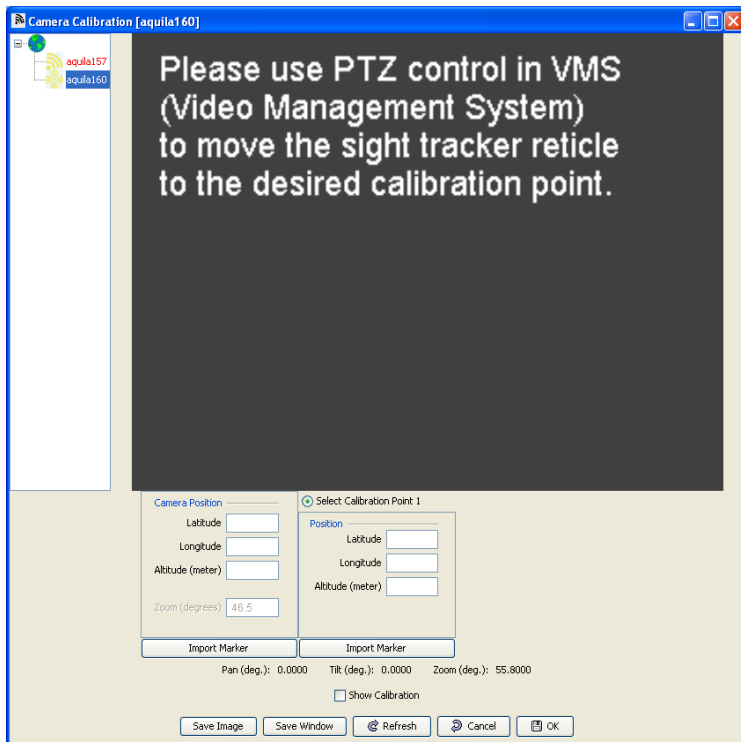 Camera Calibration [aquila160]
aquila157
aquila160
Please use PTZ control in VMS
(Video Management System)
to move the sight tracker reticle
to the desired calibration point.
Camera Position
Latitude
Longitude
Altitude (meter)
Zoom (degrees) 46.5
Import Marker
Select Calibration Point 1
Position
Latitude
Longitude
Altitude (meter)
Import Marker
Pan (deg.): 0.0000 Tilt (deg.): 0.0000 Zoom (deg.): 55.8000
Show Calibration
Save Image Save Window Refresh Cancel OK